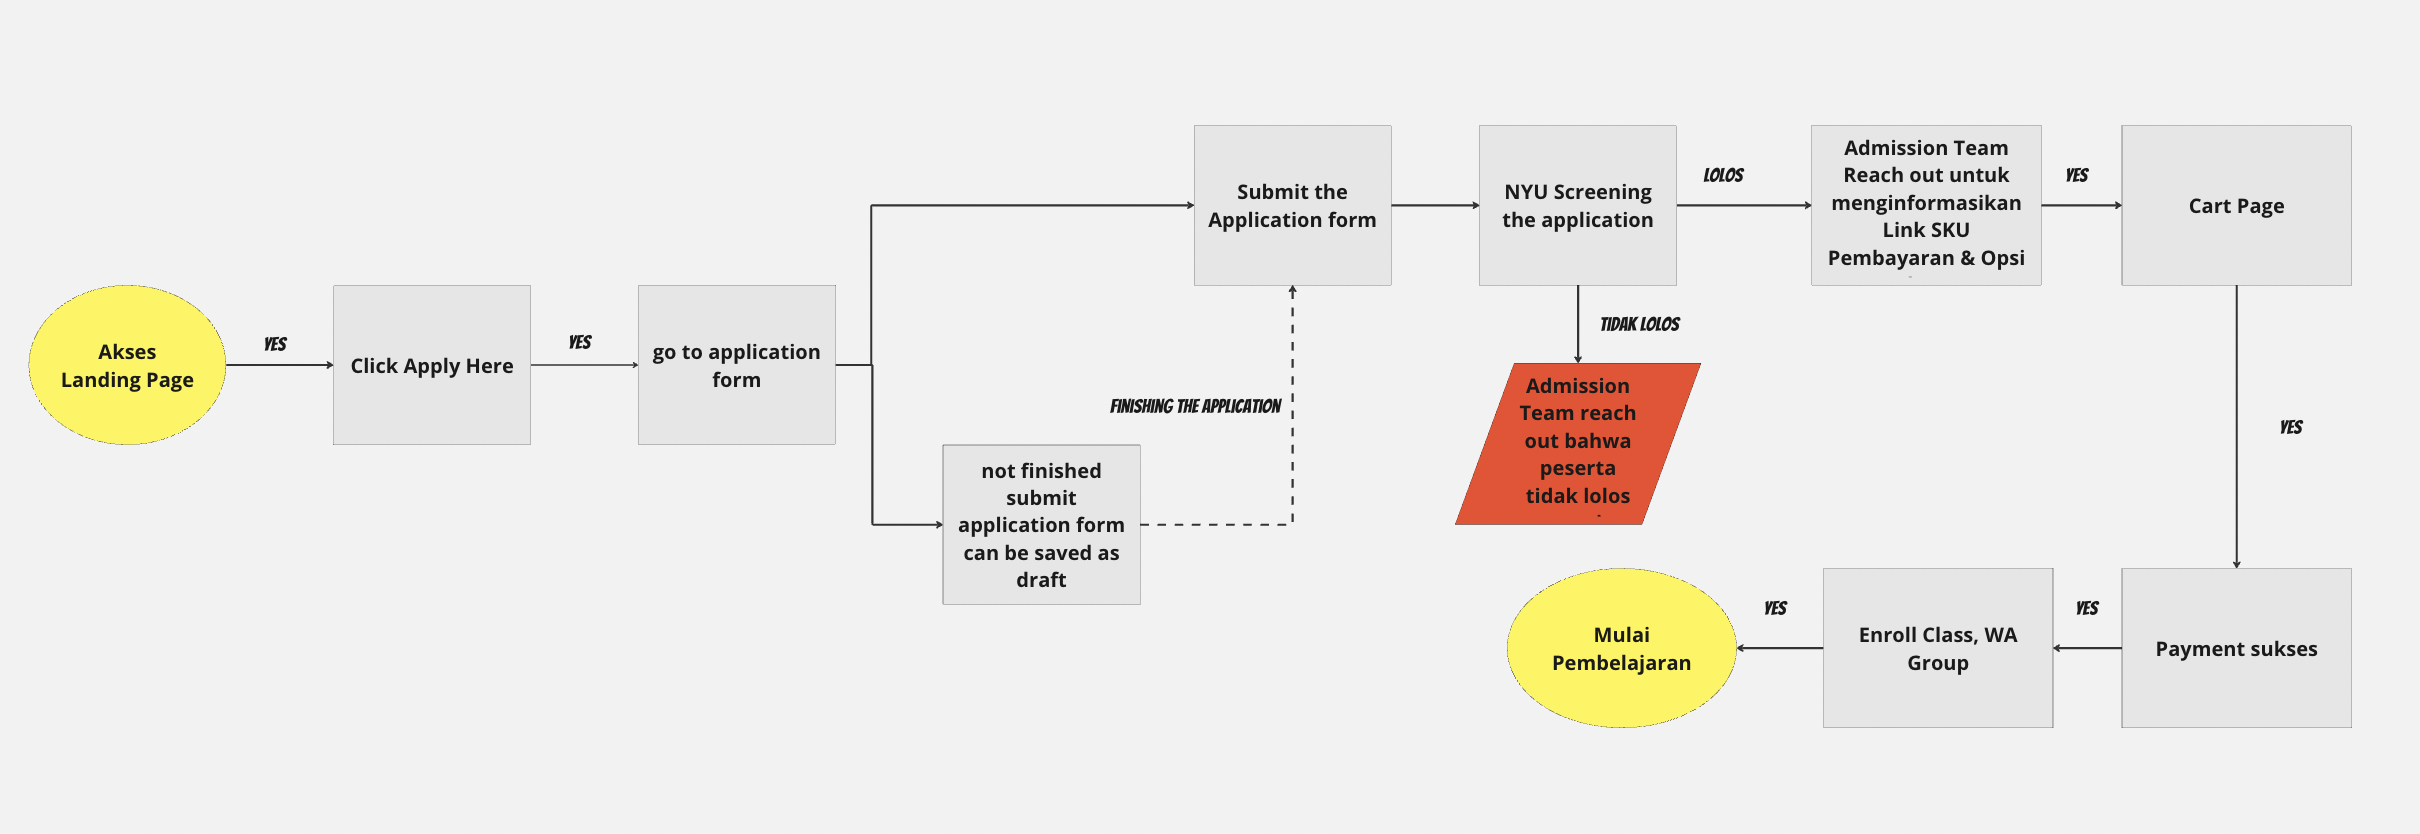 Akses
Landing Page
YES
Click Apply Here
YES
go to application
form
Submit the
Application form
FINISHING THE APPLICATION
not finished
submit
application form
can be saved as
draft
NYU Screening
the application
LOLOS
TIDAK LOLOS
Admission
Team reach
out bahwa
peserta
tidak lolos
Admission Team
Reach out untuk
menginformasikan
Link SKU
Pembayaran & Opsi
YES
Cart Page
YES
Payment sukses
YES
Enroll Class, WA
Group
YES
Mulai
Pembelajaran